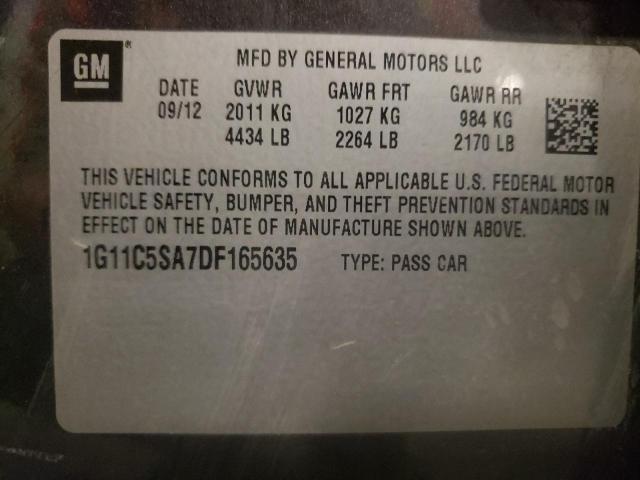 GM ®
MFD BY GENERAL MOTORS LLC
DATE GVWR GAWR FRT GAWR RR
09/12 2011 KG 1027 KG 984 KG
4434 LB 2264 LB 2170 LB
THIS VEHICLE CONFORMS TO ALL APPLICABLE U.S. FEDERAL MOTOR
VEHICLE SAFETY, BUMPER, AND THEFT PREVENTION STANDARDS IN
EFFECT ON THE DATE OF MANUFACTURE SHOWN ABOVE.
1G11C5SA7DF165635 TYPE: PASS CAR